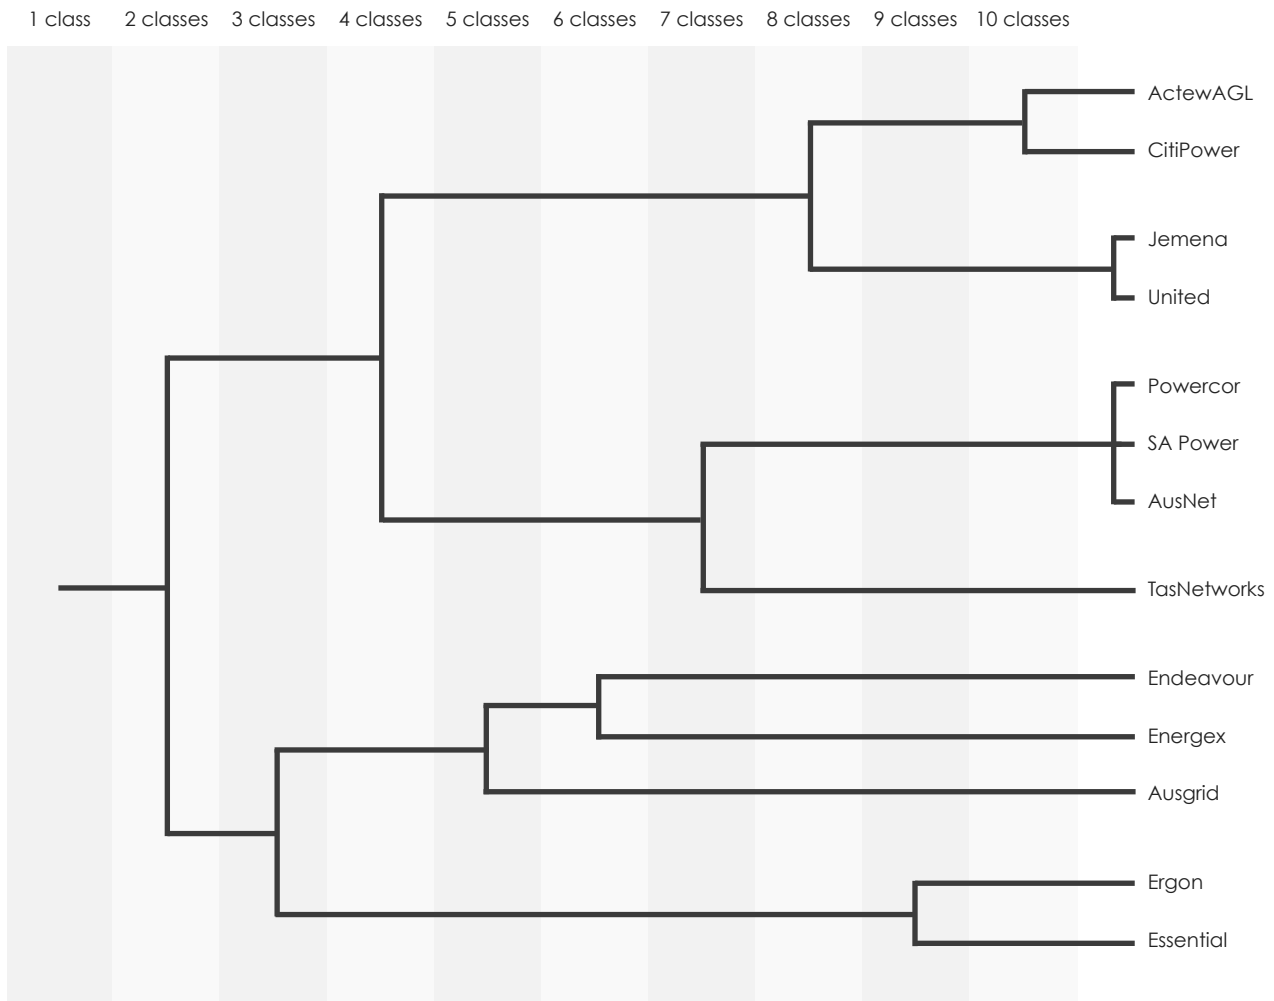 1 class 2 classes 3 classes 4 classes 5 classes 6 classes 7 classes 8 classes 9 classes 10 classes
ActewAGL
CitiPower
Jemena
United
Powercor
SA Power
AusNet
TasNetworks
Endeavour
Energex
Ausgrid
Ergon
Essential